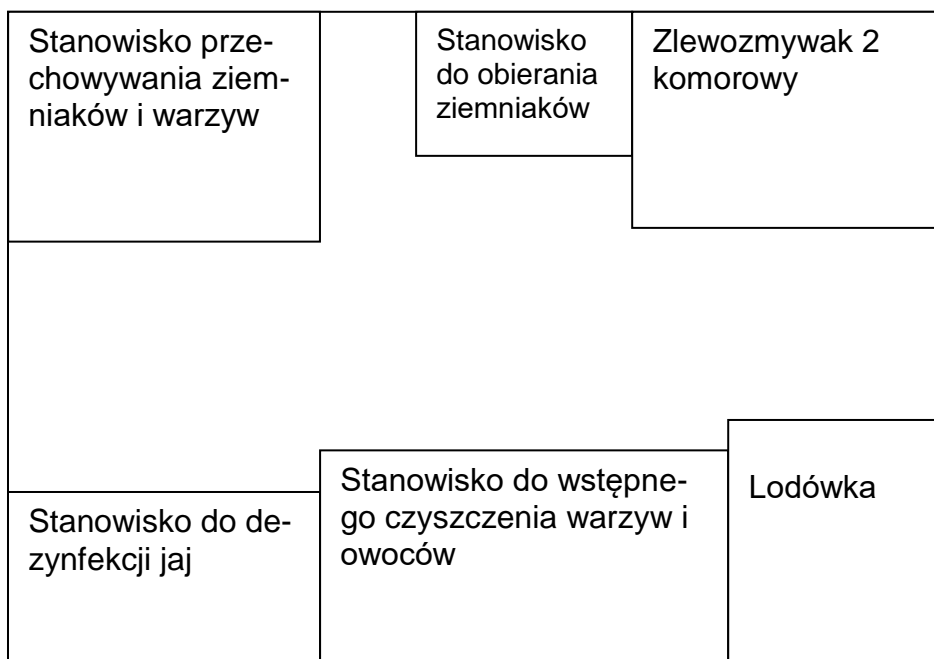 Stanowisko prze-
chowywania ziem-
niaków i warzyw
Stanowisko
do obierania
ziemniaków
Zlewozmywak 2
komorowy
Stanowisko do de-
zynfekcji jaj
Stanowisko do wstępne-
go czyszczenia warzyw i
owoców
Lodówka